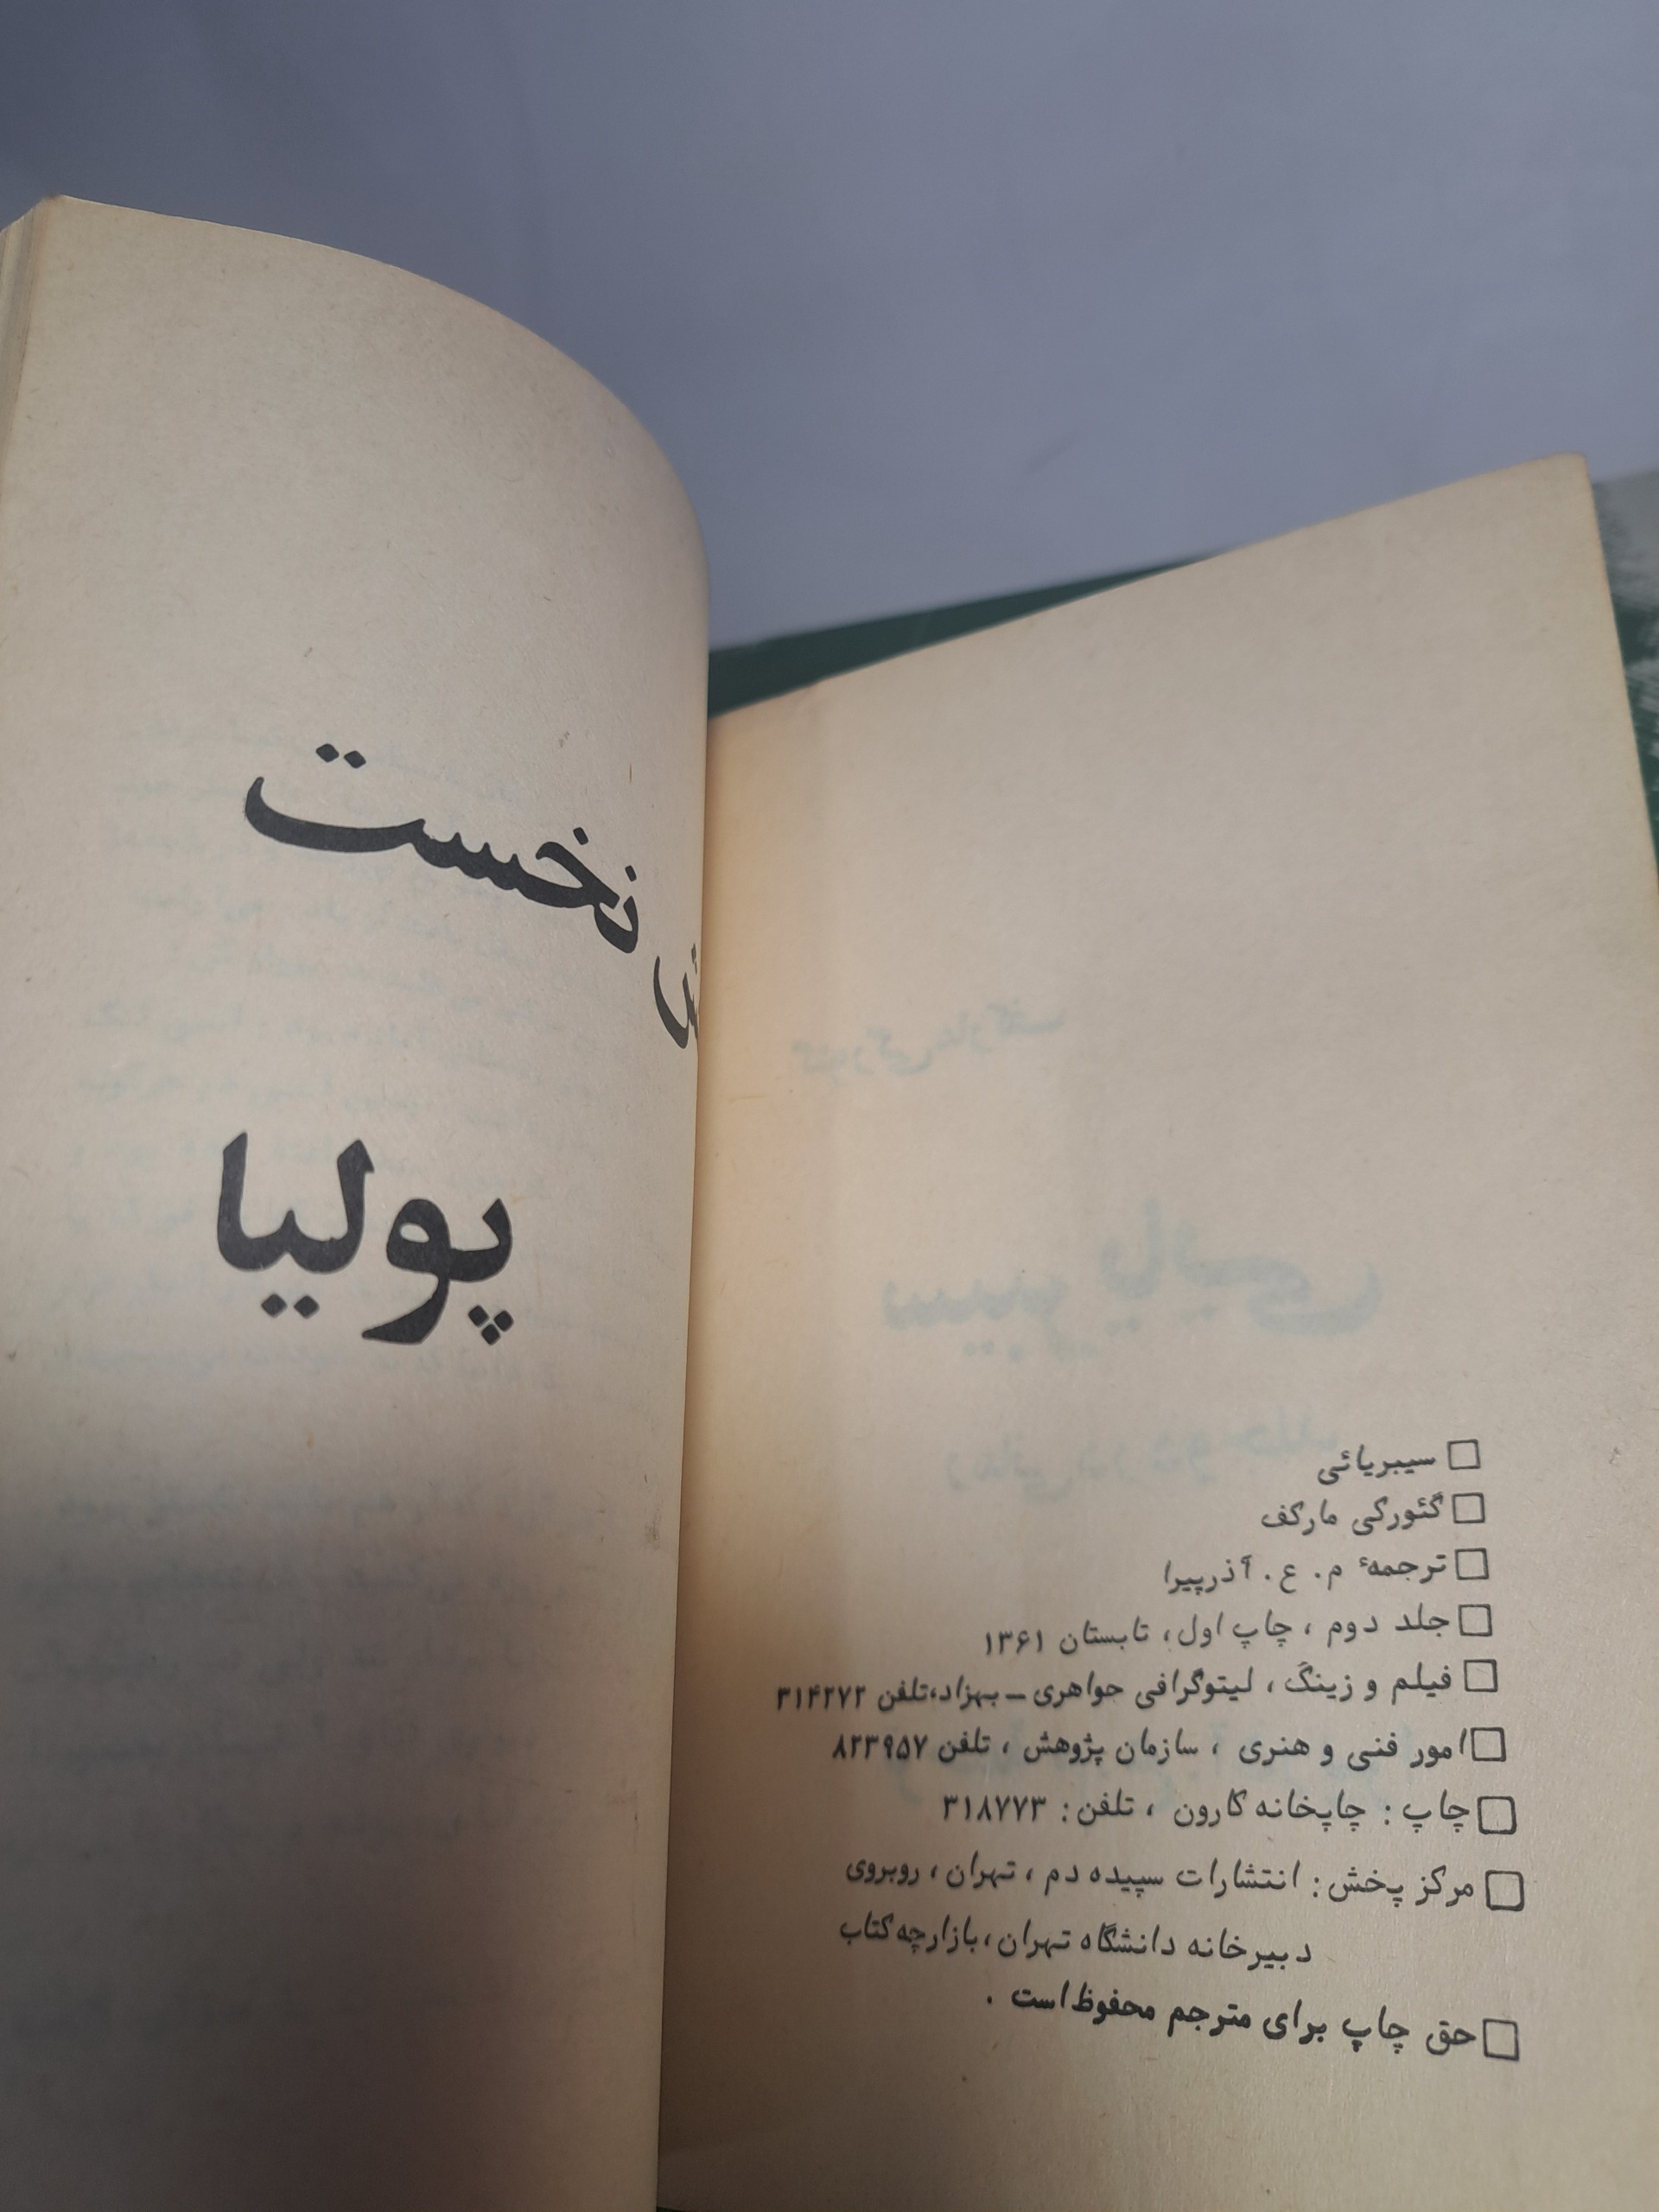 سیبریائی
گئورکی مارکف
ترجمهٔ م. ع. آذرپیرا
جلد دوم ، چاپ اول، تابستان ۱۳۶۱
فیلم و زینگ ، لیتوگرافی جواهری ـ بهزاد،تلفن ۳۱۴۲۷۲
امور فنی و هنری ، سازمان پژوهش ، تلفن ۸۲۳۹۵۷
چاپ : چاپخانه کارون ، تلفن : ۳۱۸۷۷۳
مرکز پخش : انتشارات سپیده دم ، تهران ، روبروی
دبیرخانه دانشگاه تهران ،بازارچه کتاب
حق چاپ برای مترجم محفوظ است .
نخست
پولیا